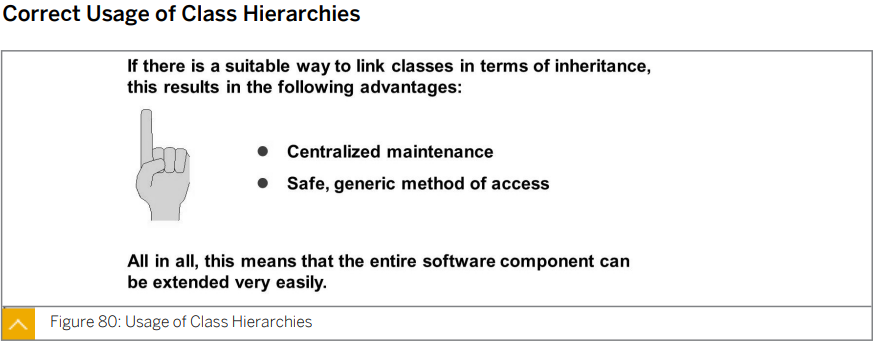 Correct Usage of Class Hierarchies
If there is a suitable way to link classes in terms of inheritance,
this results in the following advantages:
● Centralized maintenance
● Safe, generic method of access
All in all, this means that the entire software component can
be extended very easily.
Figure 80: Usage of Class Hierarchies